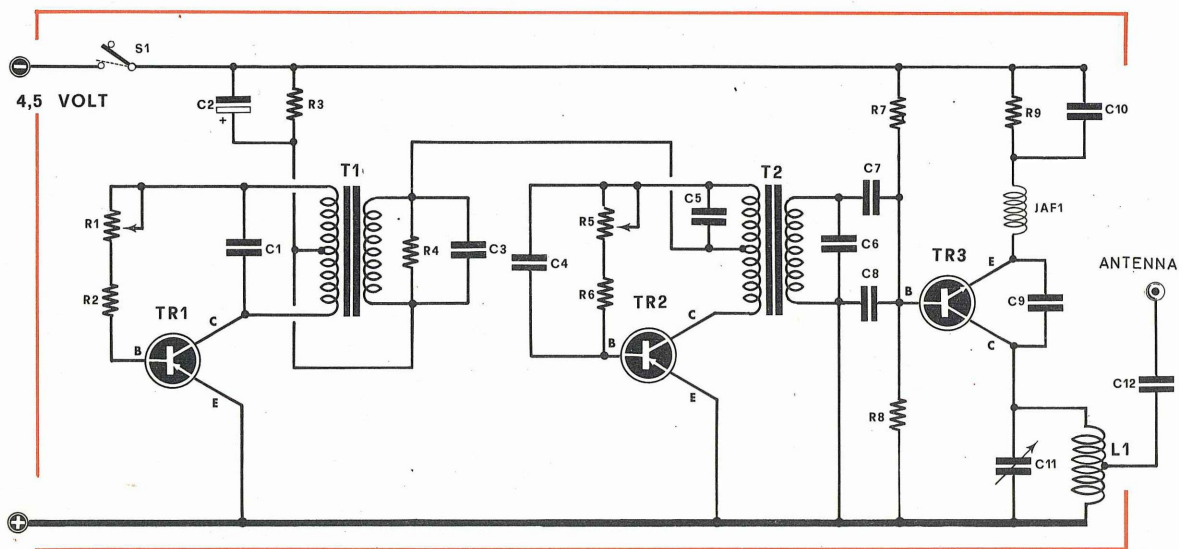 S1
4,5 VOLT
C2
+
R3
R7
R9
C10
T1
T2
C7
JAF1
R1
C1
R4
C3
R5
C5
C6
C4
C8
TR3
E
ANTENNA
R2
R6
TR1
C
B
E
TR2
C
B
E
B
C9
C
C12
R8
C11
L1